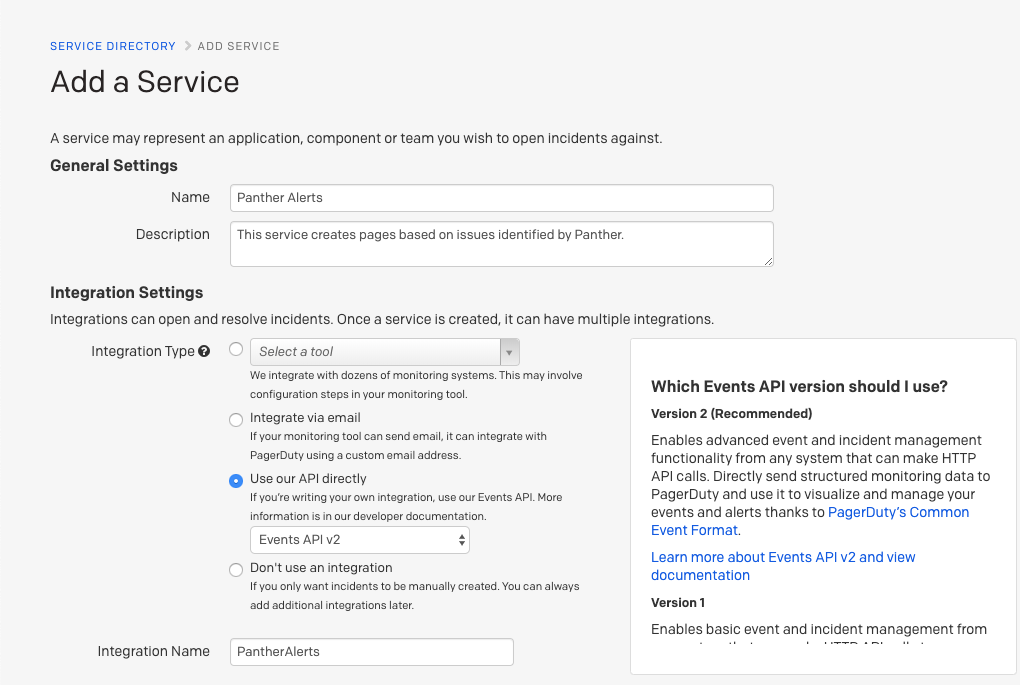 SERVICE DIRECTORY > ADD SERVICE
Add a Service
A service may represent an application, component or team you wish to open incidents against.
General Settings
Name
Panther Alerts
Description
This service creates pages based on issues identified by Panther.
Integration Settings
Integrations can open and resolve incidents. Once a service is created, it can have multiple integrations.
Integration Type ?
Select a tool
We integrate with dozens of monitoring systems. This may involve
configuration steps in your monitoring tool.
Integrate via email
If your monitoring tool can send email, it can integrate with
PagerDuty using a custom email address.
Use our API directly
If you're writing your own integration, use our Events API. More
information is in our developer documentation.
Events API v2
Don't use an integration
If you only want incidents to be manually created. You can always
add additional integrations later.
Integration Name
PantherAlerts
Which Events API version should I use?
Version 2 (Recommended)
Enables advanced event and incident management
functionality from any system that can make HTTP
API calls. Directly send structured monitoring data to
PagerDuty and use it to visualize and manage your
events and alerts thanks to PagerDuty's Common
Event Format.
Learn more about Events API v2 and view
documentation
Version 1
Enables basic event and incident management from